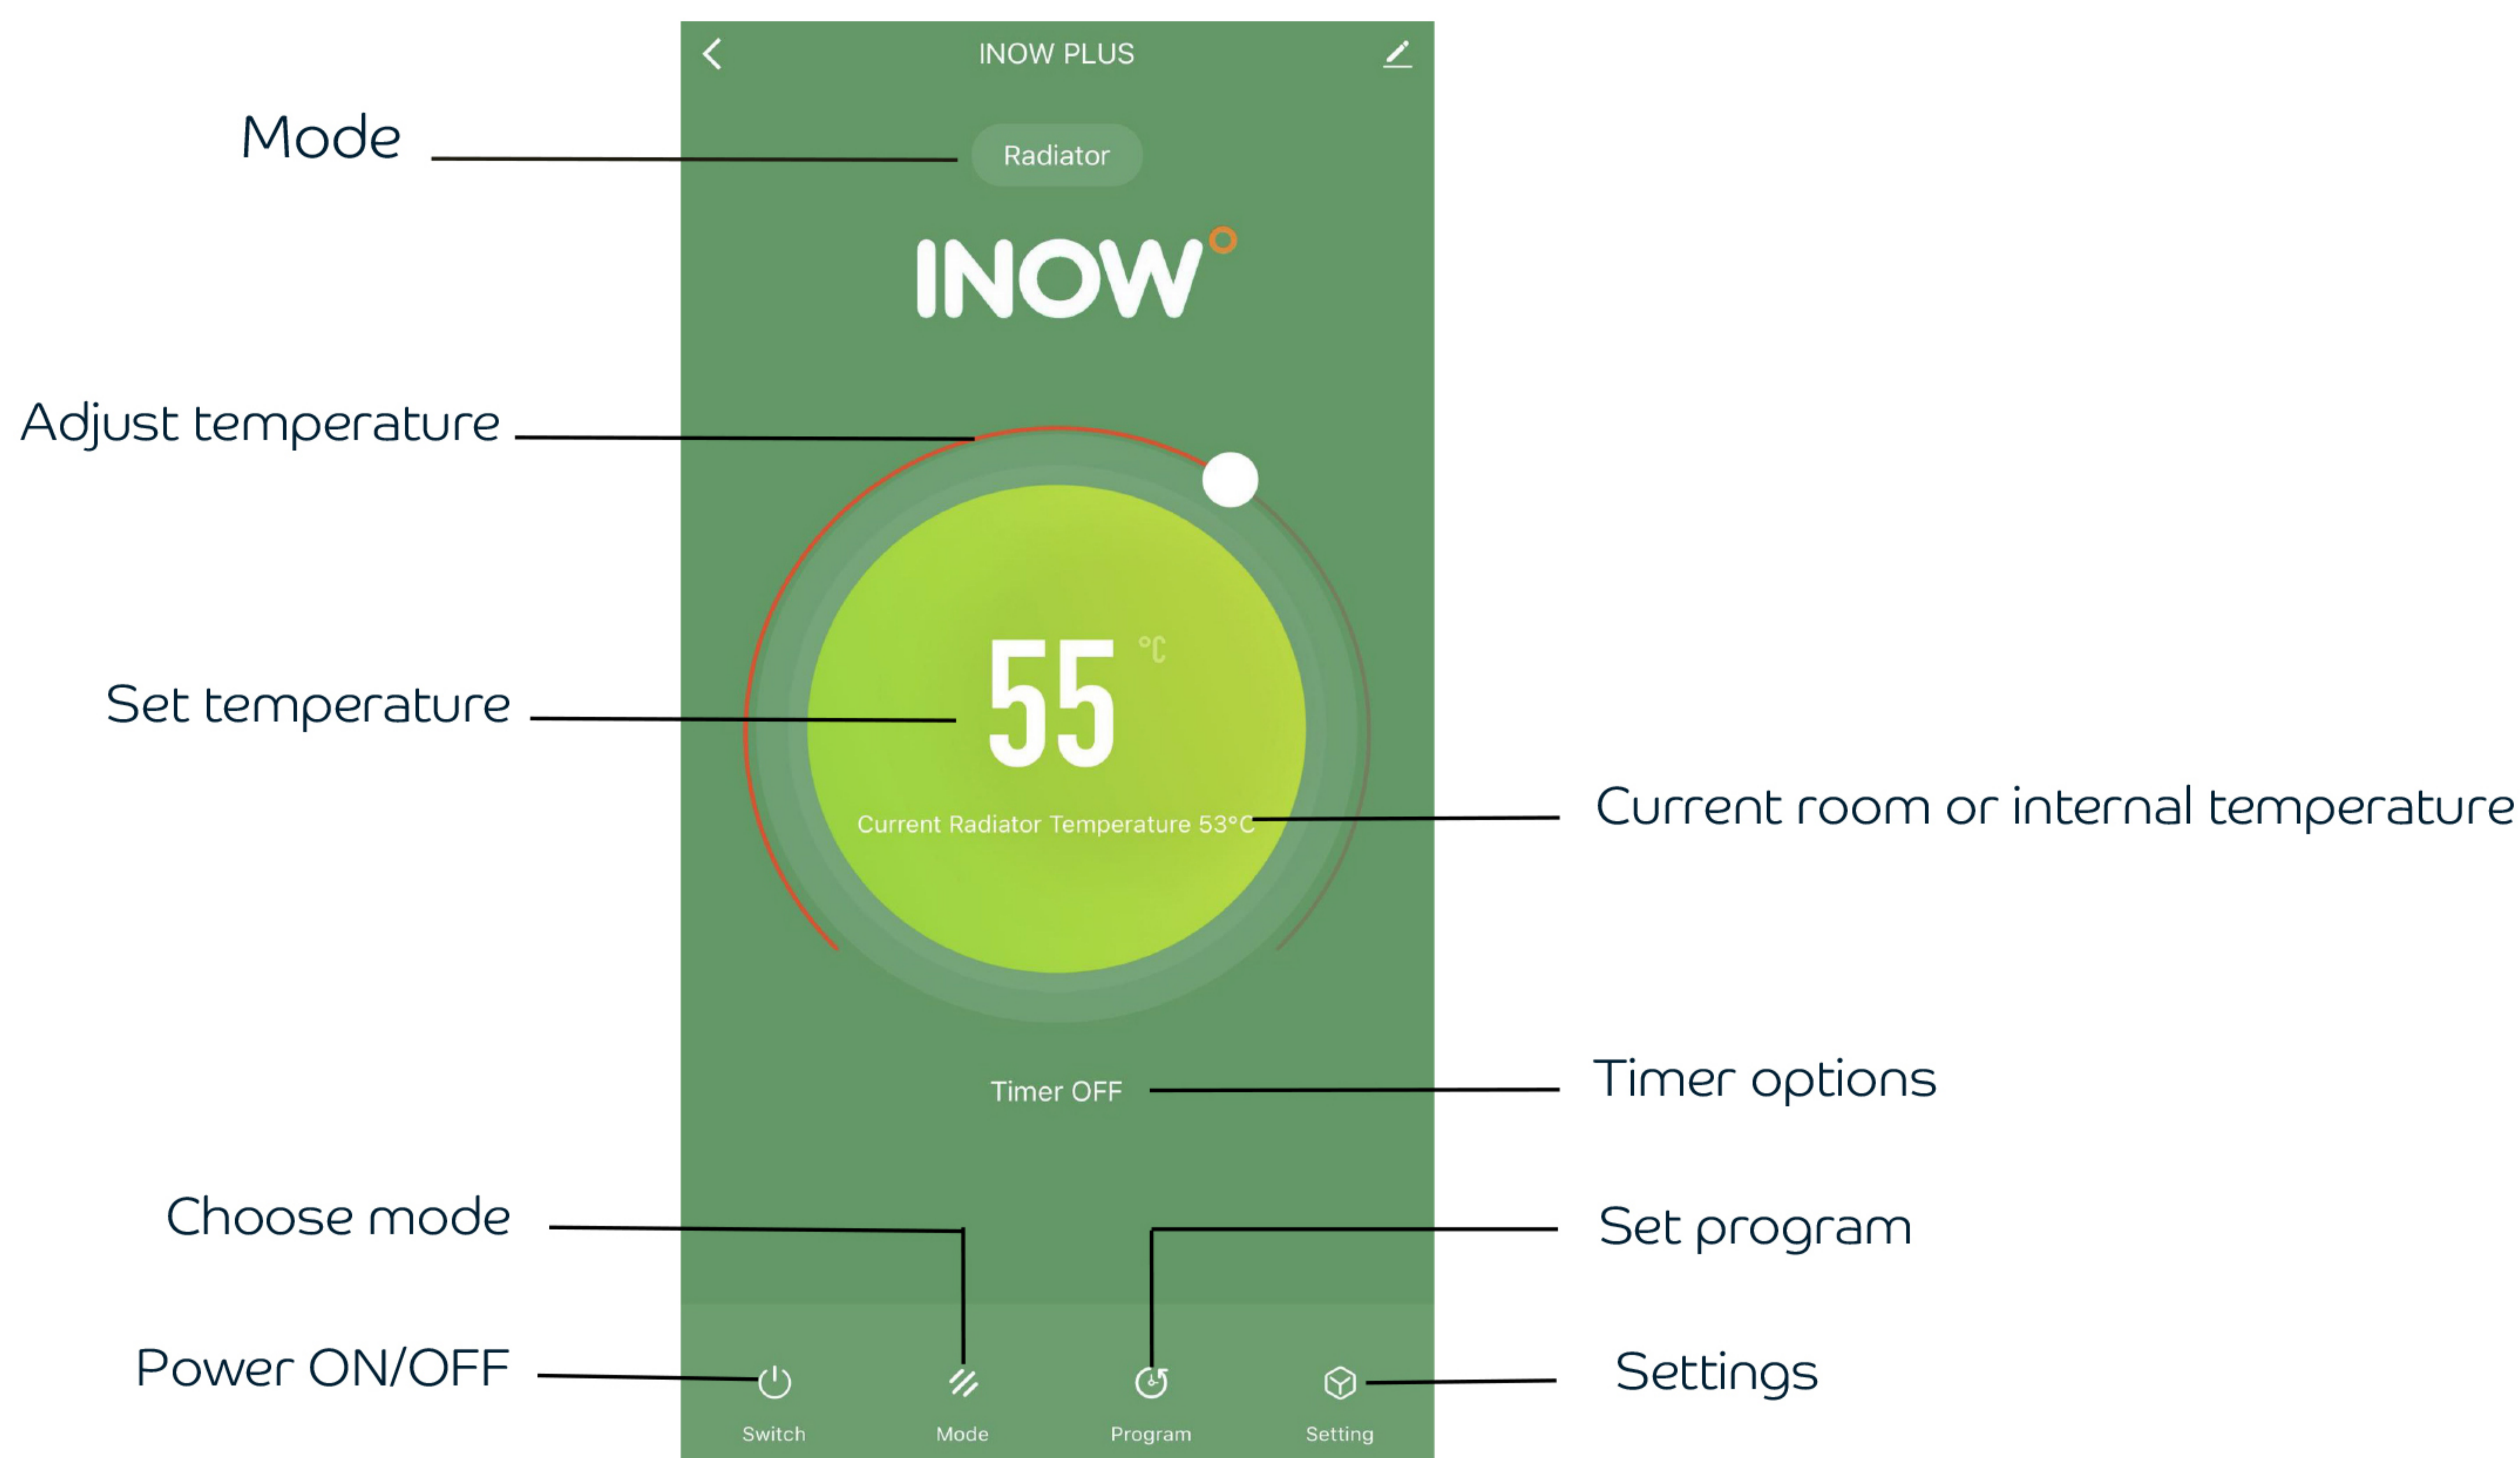 INOW PLUS
Mode
Radiator
INOW°
Adjust temperature
Set temperature
55 °C
Current Radiator Temperature 53°C
Current room or internal temperature
Timer OFF
Timer options
Choose mode
Set program
Power ON/OFF
Settings
Switch
Mode
Program
Setting